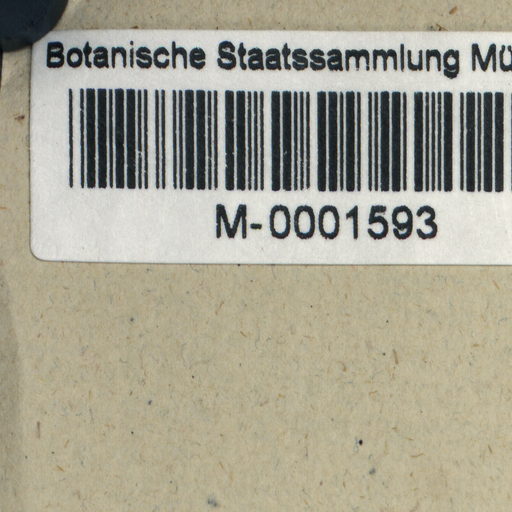 Botanische Staatssammlung Mü
M-0001593